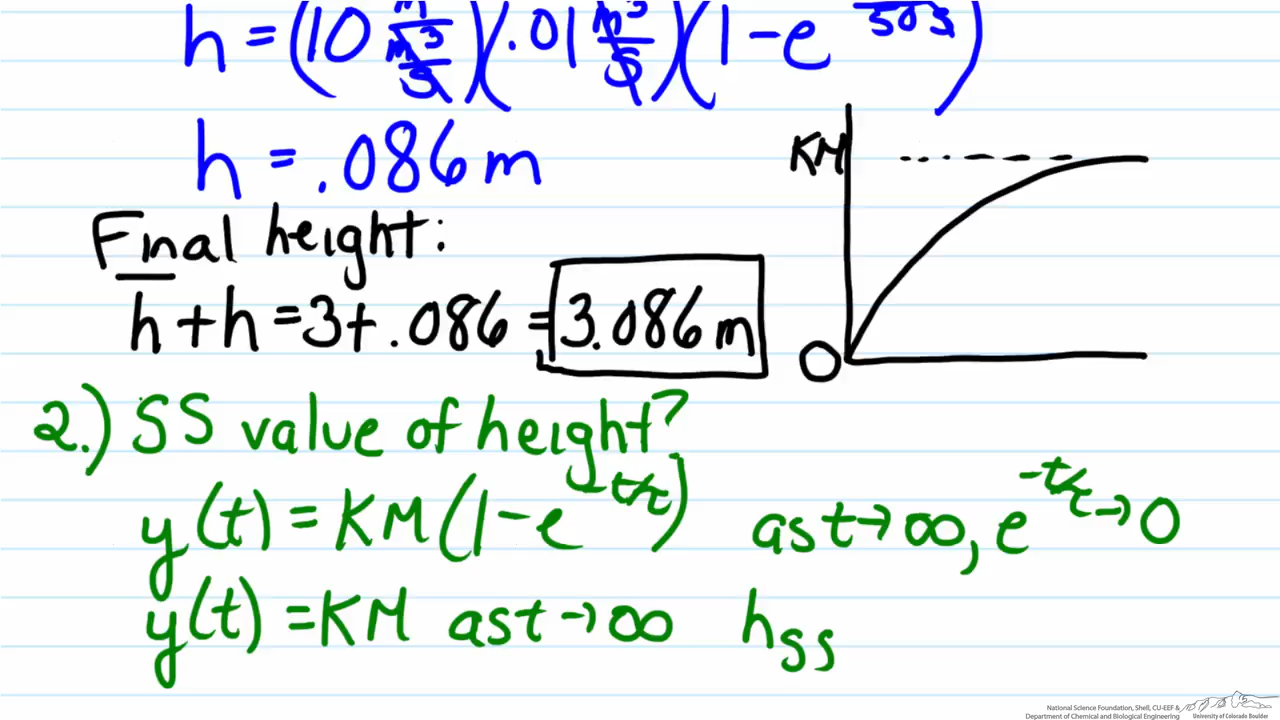 h = (10 m/m³/s)(.01 m³/s)(1 - e 50s)
h = .086 m
KM
Final height:
h + h = 3 + .086 = 3.086 m
O
2.) SS value of height?
y(t) = KM(1 - e^-t/τ) as t → ∞, e^-t/τ → 0
y(t) = KM as t → ∞ hss
National Science Foundation, Shell, CU-EEF &
Department of Chemical and Biological Engineering
University of Colorado Boulder